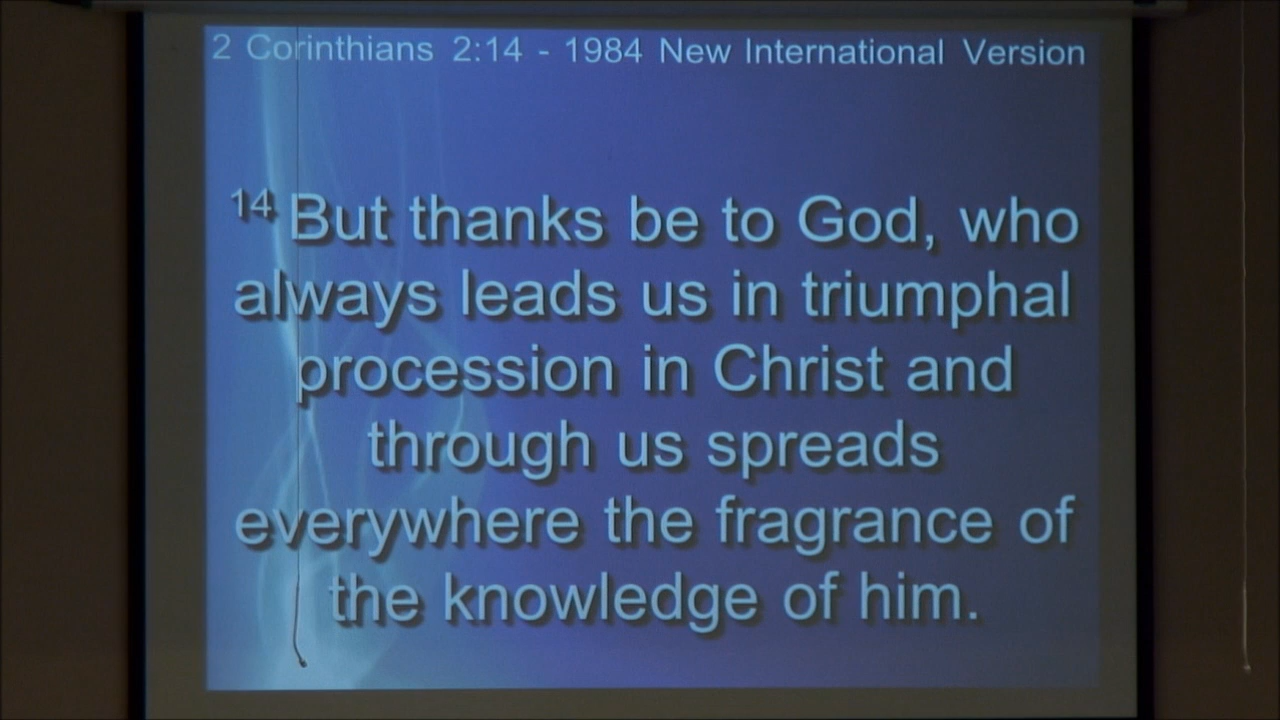 2 Corinthians 2:14 - 1984 New International Version
14 But thanks be to God, who
always leads us in triumphal
procession in Christ and
through us spreads
everywhere the fragrance of
the knowledge of him.